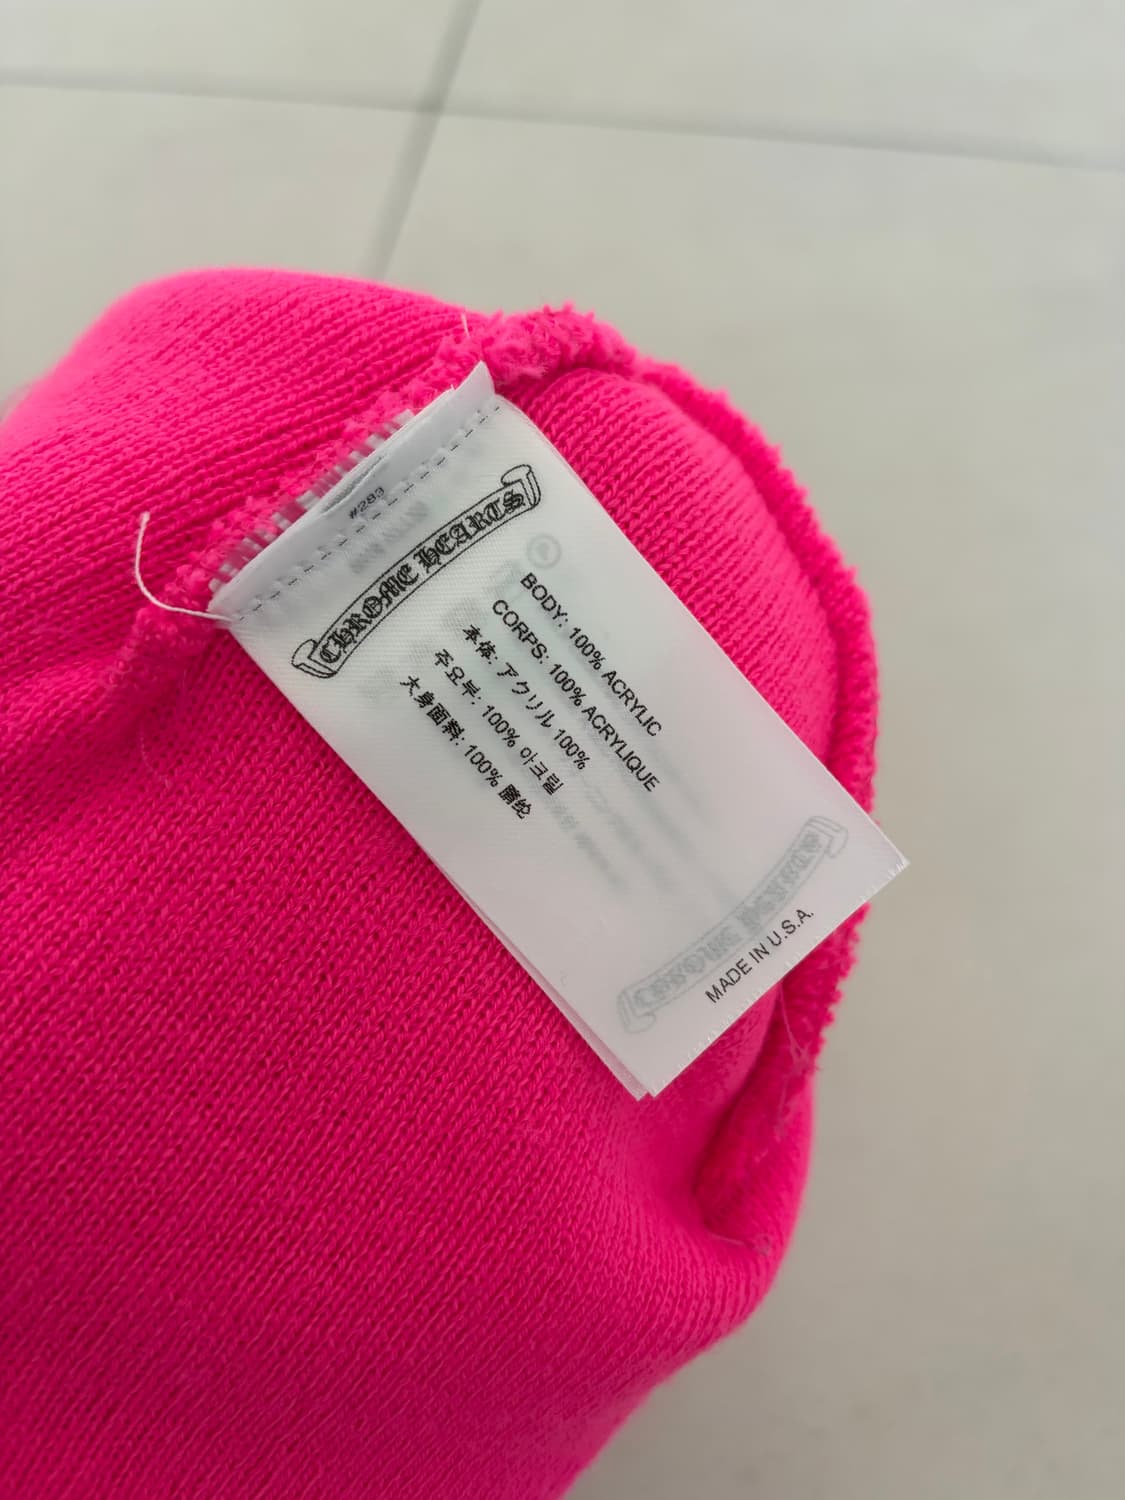 #283
CHROME HEARTS
BODY: 100% ACRYLIC
CORPS: 100% ACRYLIQUE
本体: アクリル 100%
주요부: 100% 아크릴
大身面料: 100% 腈纶
MADE IN U.S.A.